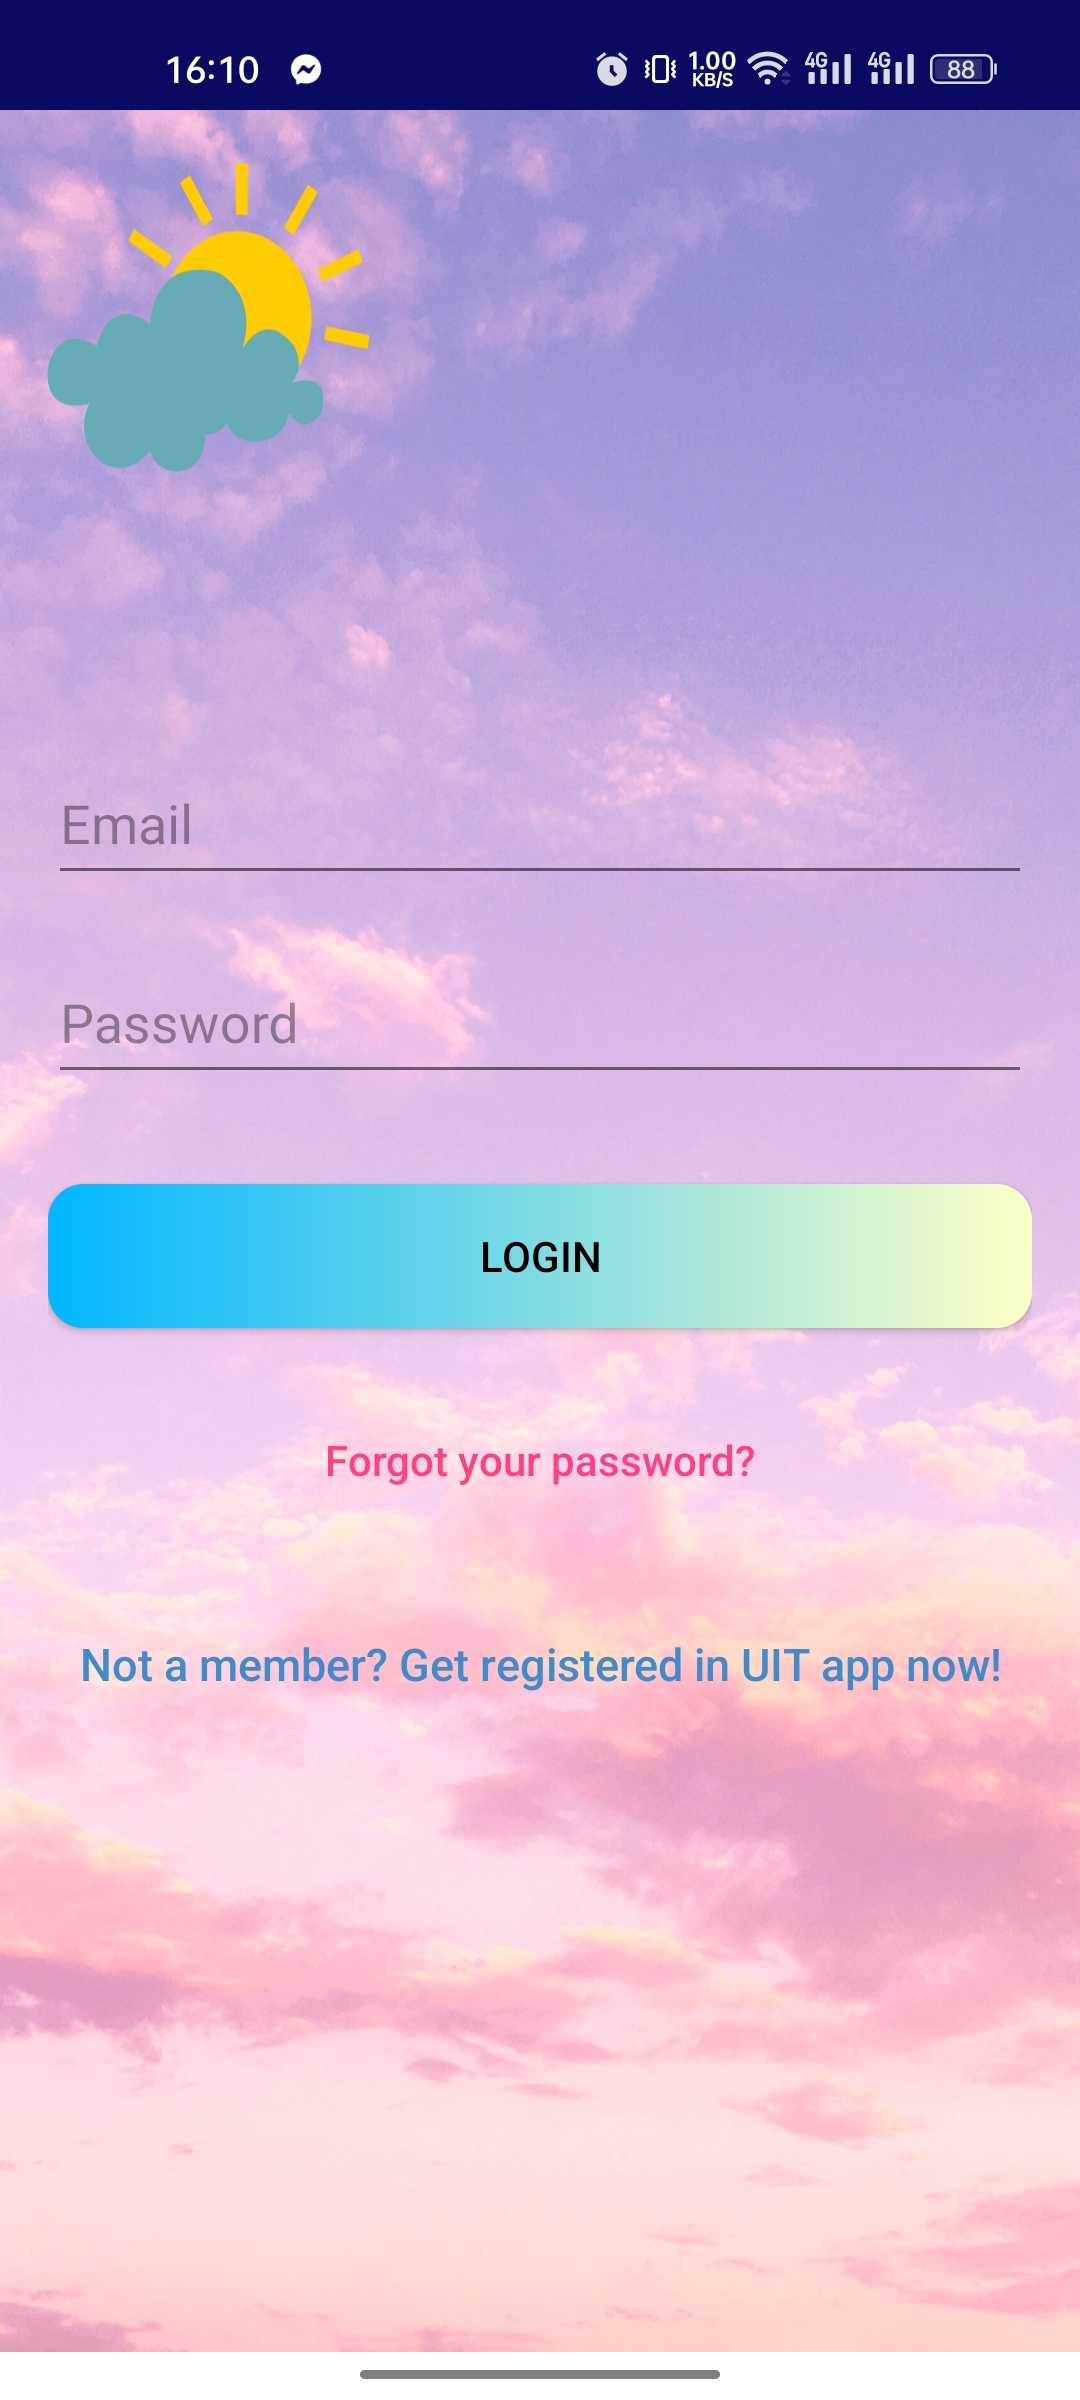 16:10
1.00
KB/S
4G
4G
88
Email
Password
LOGIN
Forgot your password?
Not a member? Get registered in UIT app now!